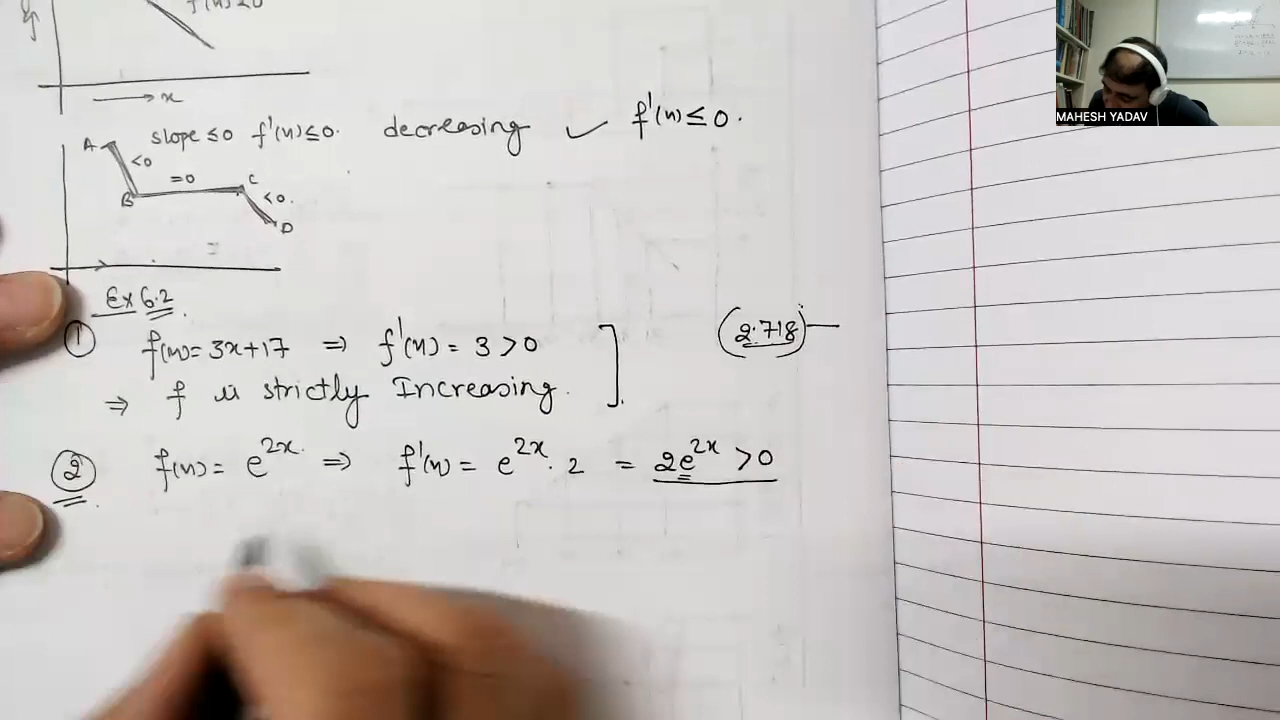 x
slope ≤0 f'(x)≤0. decreasing ✓ f'(x)≤0.
A <0
=0 C
B <0.
D
Ex 6.2
① f(x)= 3x+17 ⇒ f'(x) = 3 >0 (2.718)
⇒ f is strictly Increasing.
② f(x)= e^2x. ⇒ f'(x) = e^2x. 2 = 2e^2x >0
MAHESH YADAV